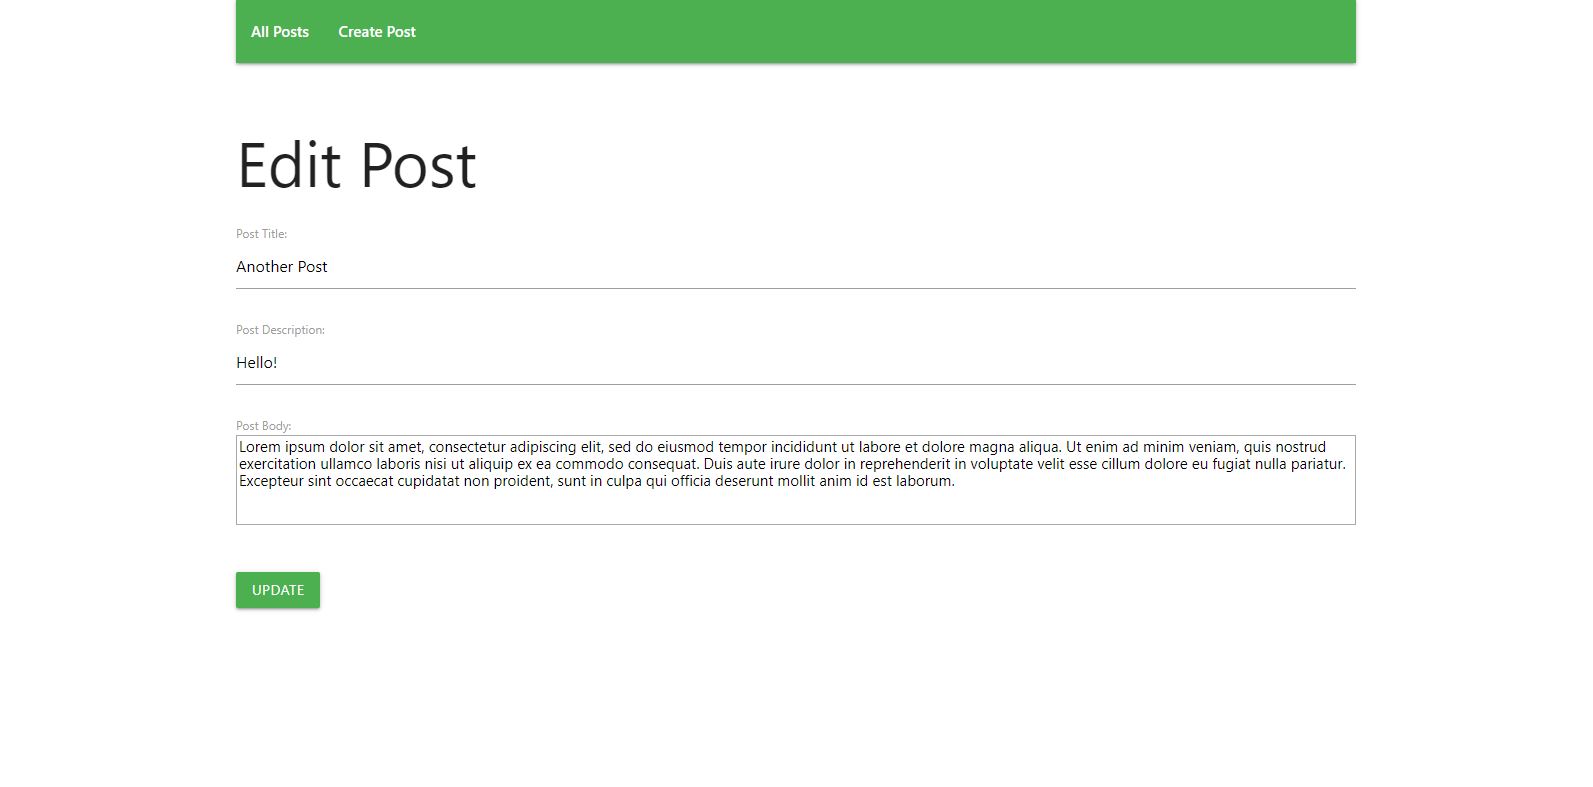 All Posts Create Post
Edit Post
Post Title:
Another Post
Post Description:
Hello!
Post Body:
Lorem ipsum dolor sit amet, consectetur adipiscing elit, sed do eiusmod tempor incididunt ut labore et dolore magna aliqua. Ut enim ad minim veniam, quis nostrud
exercitation ullamco laboris nisi ut aliquip ex ea commodo consequat. Duis aute irure dolor in reprehenderit in voluptate velit esse cillum dolore eu fugiat nulla pariatur.
Excepteur sint occaecat cupidatat non proident, sunt in culpa qui officia deserunt mollit anim id est laborum.
UPDATE